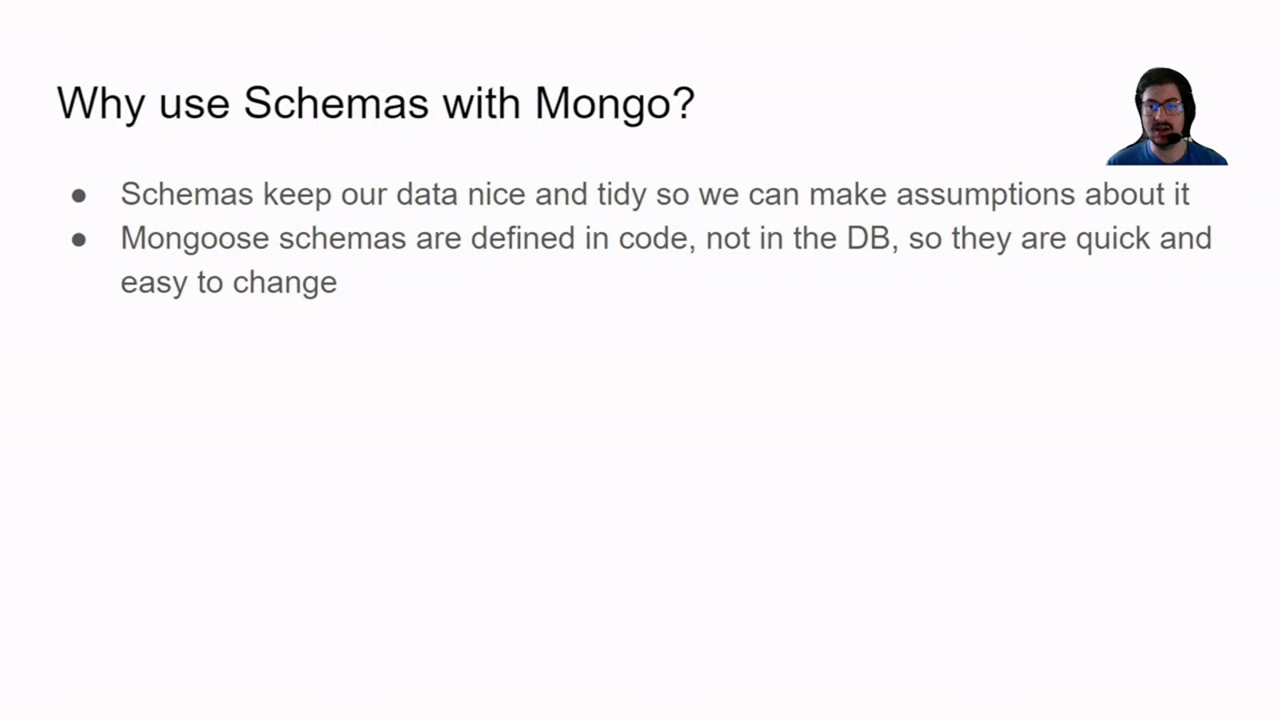 Why use Schemas with Mongo?
● Schemas keep our data nice and tidy so we can make assumptions about it
● Mongoose schemas are defined in code, not in the DB, so they are quick and
easy to change